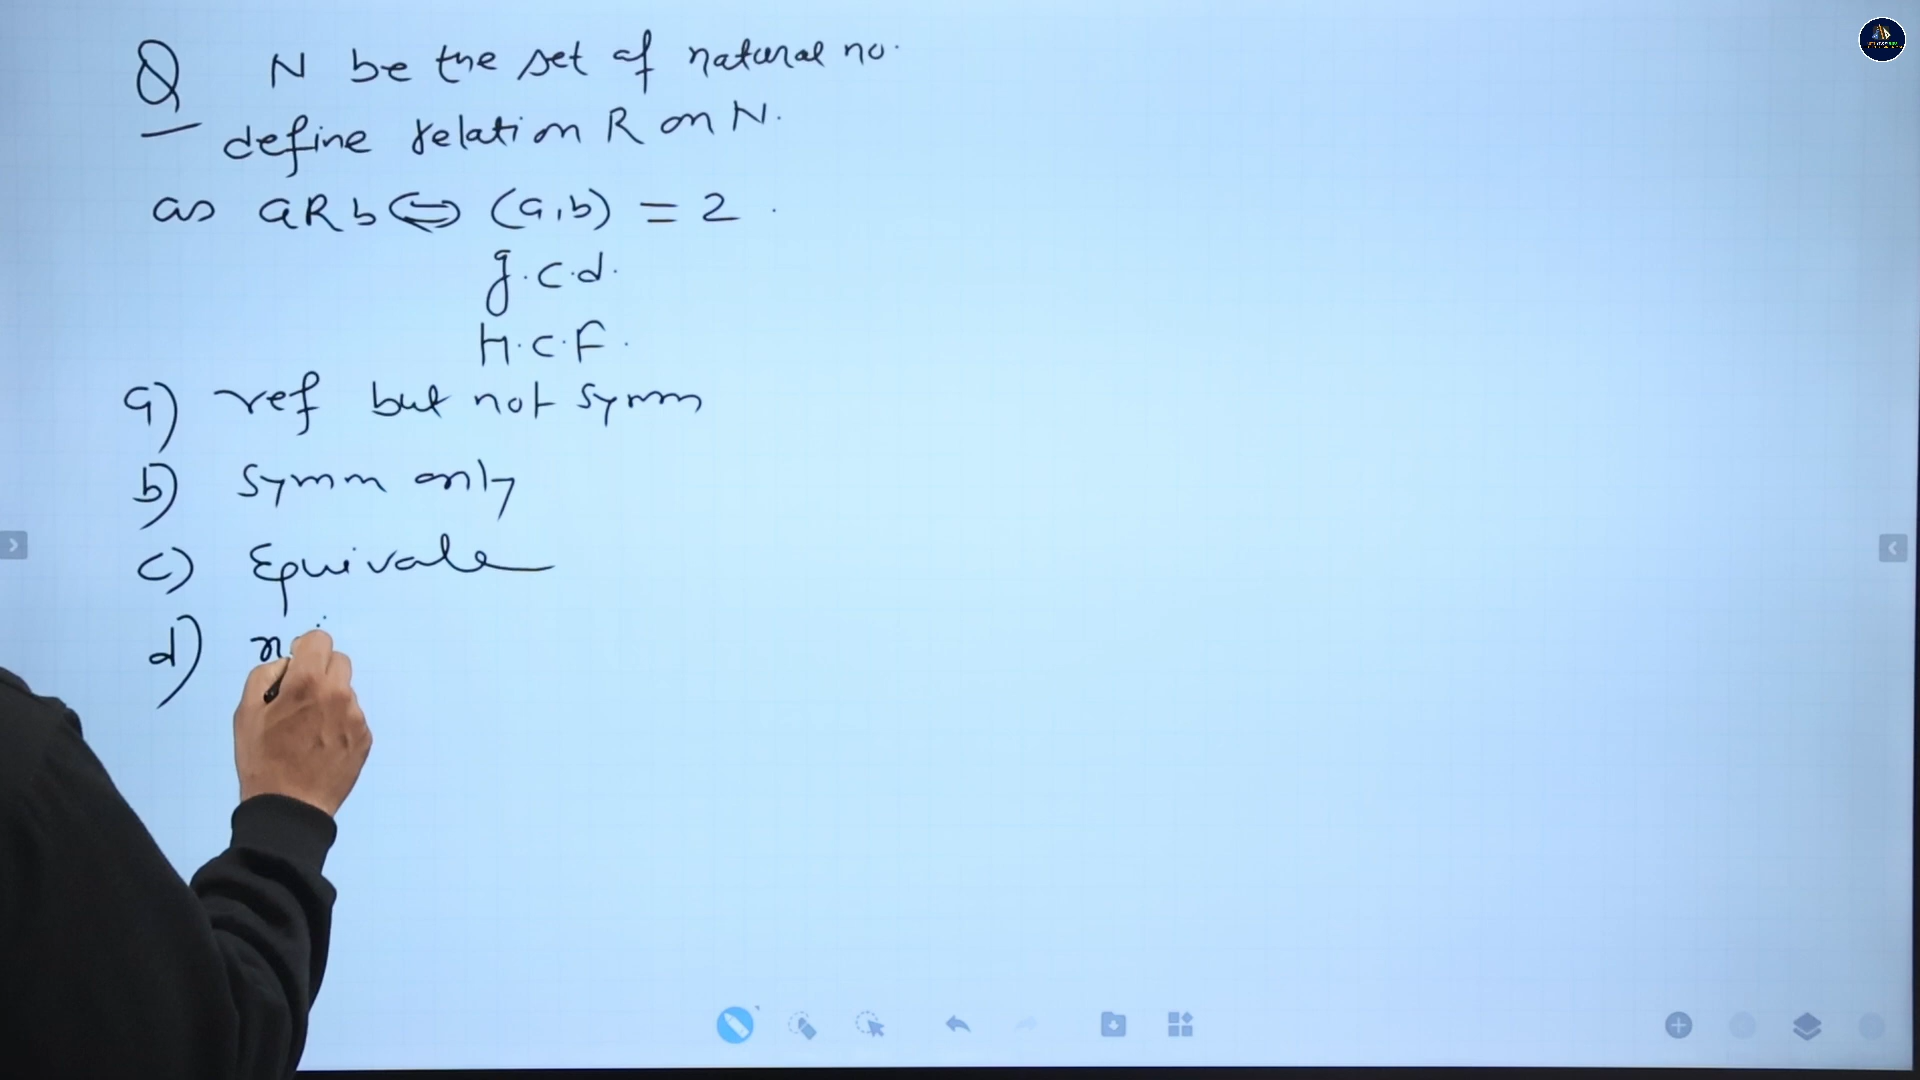 Q N be the set of natural no.
define relation R on N.
as aRb ⇔ (a,b) = 2 .
g.c.d.
H.C.F.
a) ref but not symm
b) symm only
c) Equivale
d)